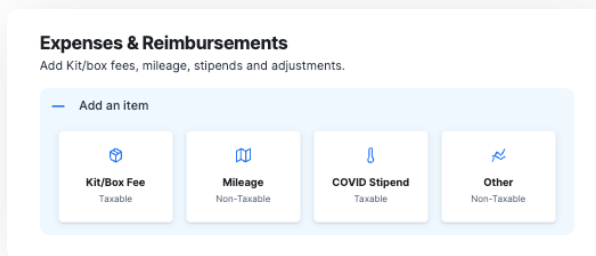 Expenses & Reimbursements
Add Kit/box fees, mileage, stipends and adjustments.
Add an item
Kit/Box Fee
Taxable
Mileage
Non-Taxable
COVID Stipend
Taxable
Other
Non-Taxable